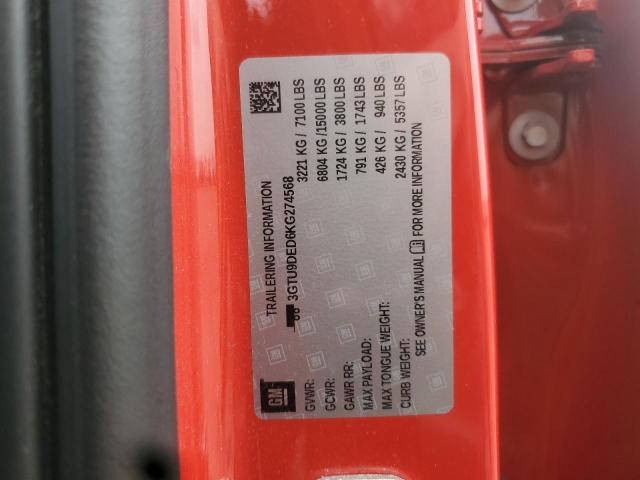 GM
TRAILERING INFORMATION
3GTU9DED6KG274568
GVWR: 3221 KG / 7100 LBS
GCWR: 6804 KG /15000 LBS
GAWR RR: 1724 KG / 3800 LBS
MAX PAYLOAD: 791 KG / 1743 LBS
MAX TONGUE WEIGHT: 426 KG / 940 LBS
CURB WEIGHT: 2430 KG / 5357 LBS
SEE OWNER'S MANUAL FOR MORE INFORMATION